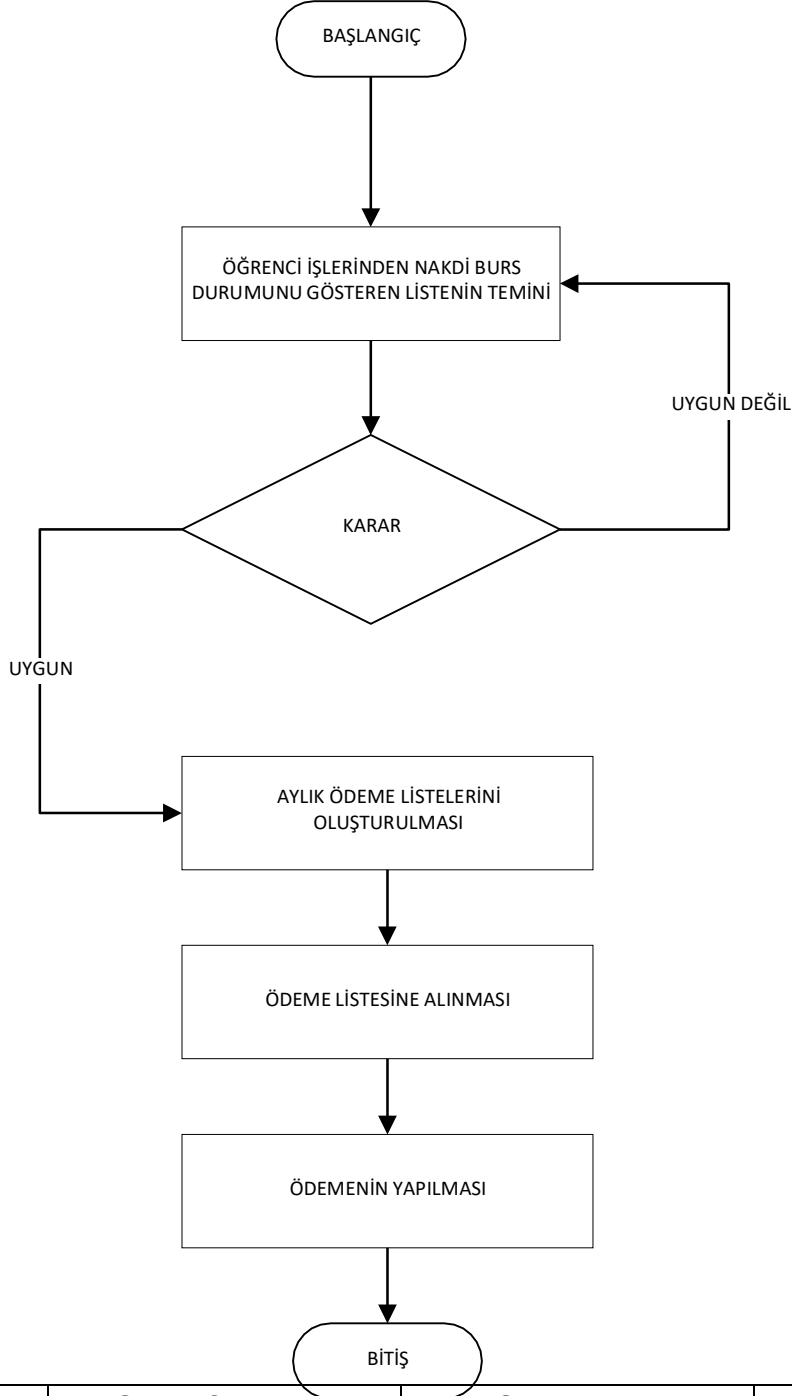 BAŞLANGIÇ
ÖĞRENCİ İŞLERİNDEN NAKDİ BURS
DURUMUNU GÖSTEREN LİSTENİN TEMİNİ
UYGUN DEĞİL
KARAR
UYGUN
AYLIK ÖDEME LİSTELERİNİ
OLUŞTURULMASI
ÖDEME LİSTESİNE ALINMASI
ÖDEMENİN YAPILMASI
BİTİŞ